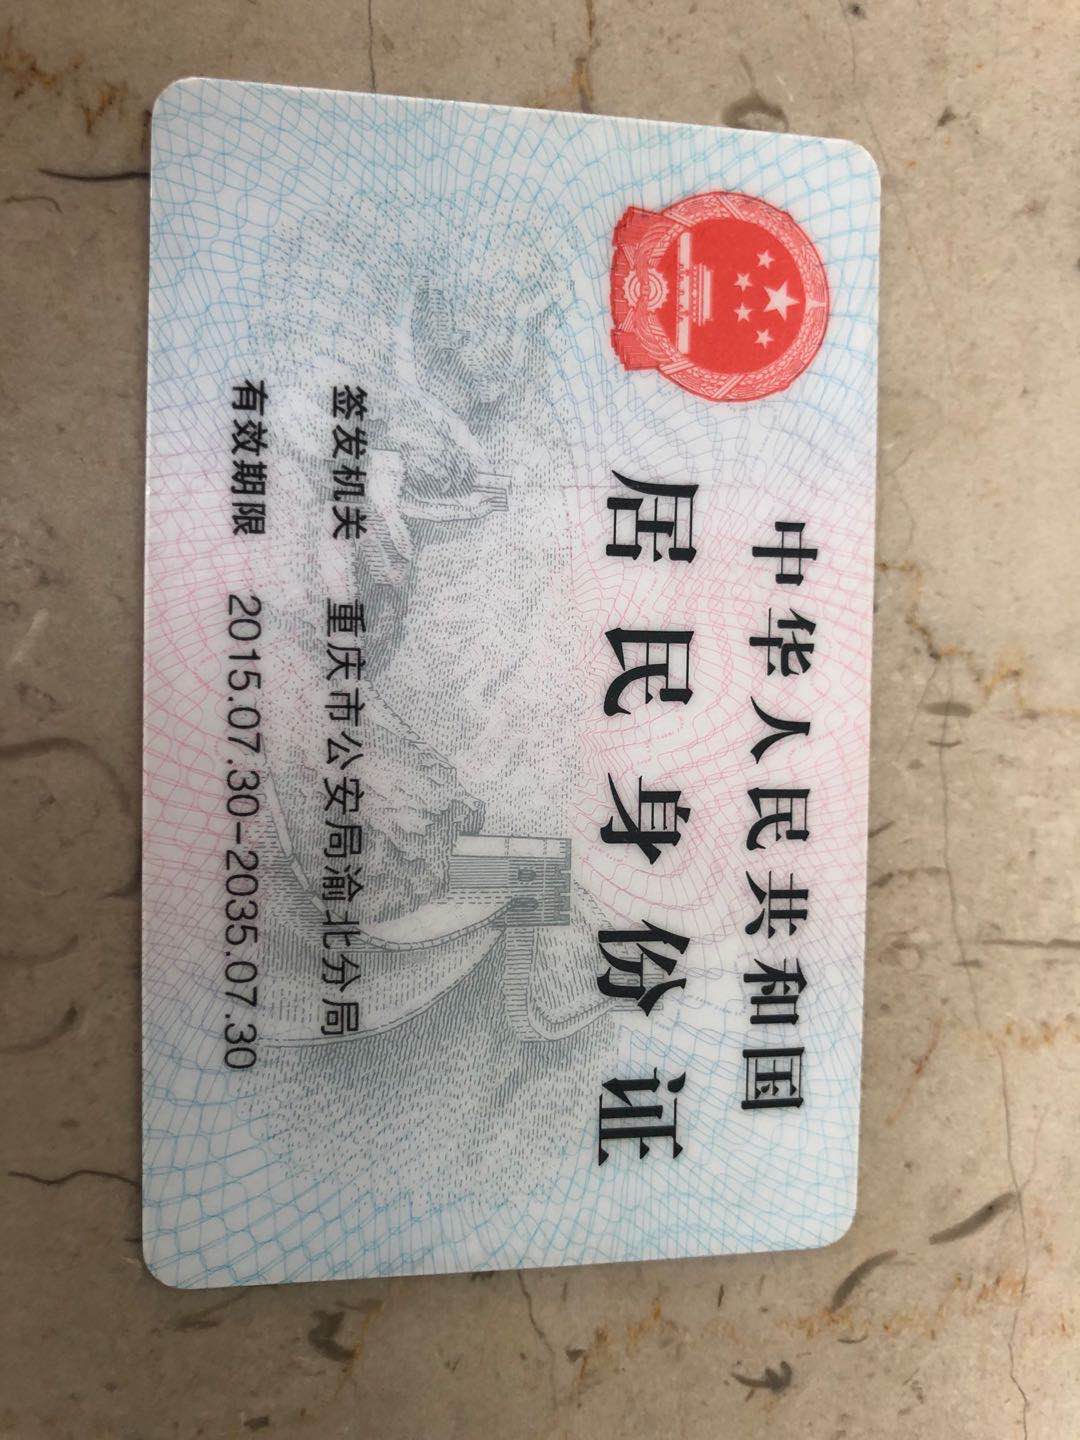 中华人民共和国
居民身份证
签发机关 重庆市公安局渝北分局
有效期限 2015.07.30-2035.07.30